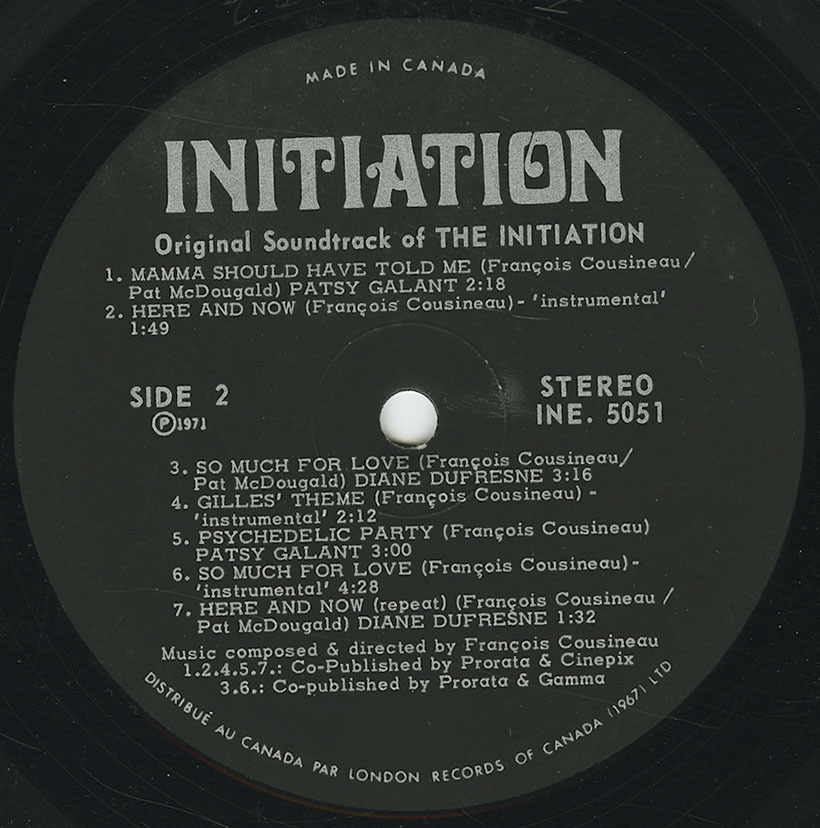 MADE IN CANADA
INITIATION
Original Soundtrack of THE INITIATION
1. MAMMA SHOULD HAVE TOLD ME (François Cousineau/
Pat McDougald) PATSY GALANT 2:18
2. HERE AND NOW (François Cousineau)- 'instrumental'
1:49
SIDE 2
Ⓟ1971
STEREO
INE. 5051
3. SO MUCH FOR LOVE (François Cousineau/
Pat McDougald) DIANE DUFRESNE 3:16
4. GILLES' THEME (François Cousineau) -
'instrumental' 2:12
5. PSYCHEDELIC PARTY (François Cousineau)
PATSY GALANT 3:00
6. SO MUCH FOR LOVE (François Cousineau)-
'instrumental' 4:28
7. HERE AND NOW (repeat) (François Cousineau /
Pat McDougald) DIANE DUFRESNE 1:32
Music composed & directed by François Cousineau
1.2.4.5.7.: Co-Published by Prorata & Cinepix
3.6.: Co-published by Prorata & Gamma
DISTRIBUÉ AU CANADA PAR LONDON RECORDS OF CANADA (1967) LTD